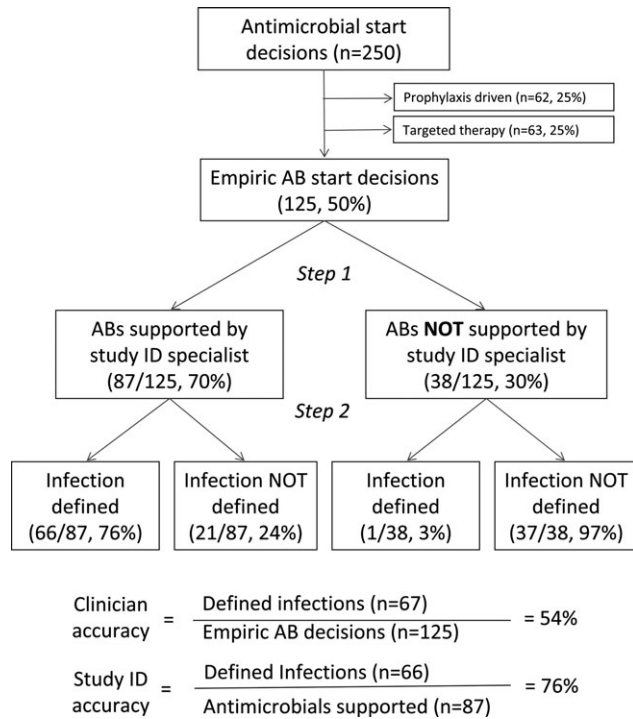 Antimicrobial start
decisions (n=250)
Prophylaxis driven (n=62, 25%)
Targeted therapy (n=63, 25%)
Empiric AB start decisions
(125, 50%)
Step 1
ABs supported by
study ID specialist
(87/125, 70%)
ABs NOT supported by
study ID specialist
(38/125, 30%)
Step 2
Infection
defined
(66/87, 76%)
Infection NOT
defined
(21/87, 24%)
Infection
defined
(1/38, 3%)
Infection NOT
defined
(37/38, 97%)
Clinician
accuracy
=
Defined infections (n=67)
Empiric AB decisions (n=125)
= 54%
Study ID
accuracy
=
Defined Infections (n=66)
Antimicrobials supported (n=87)
= 76%